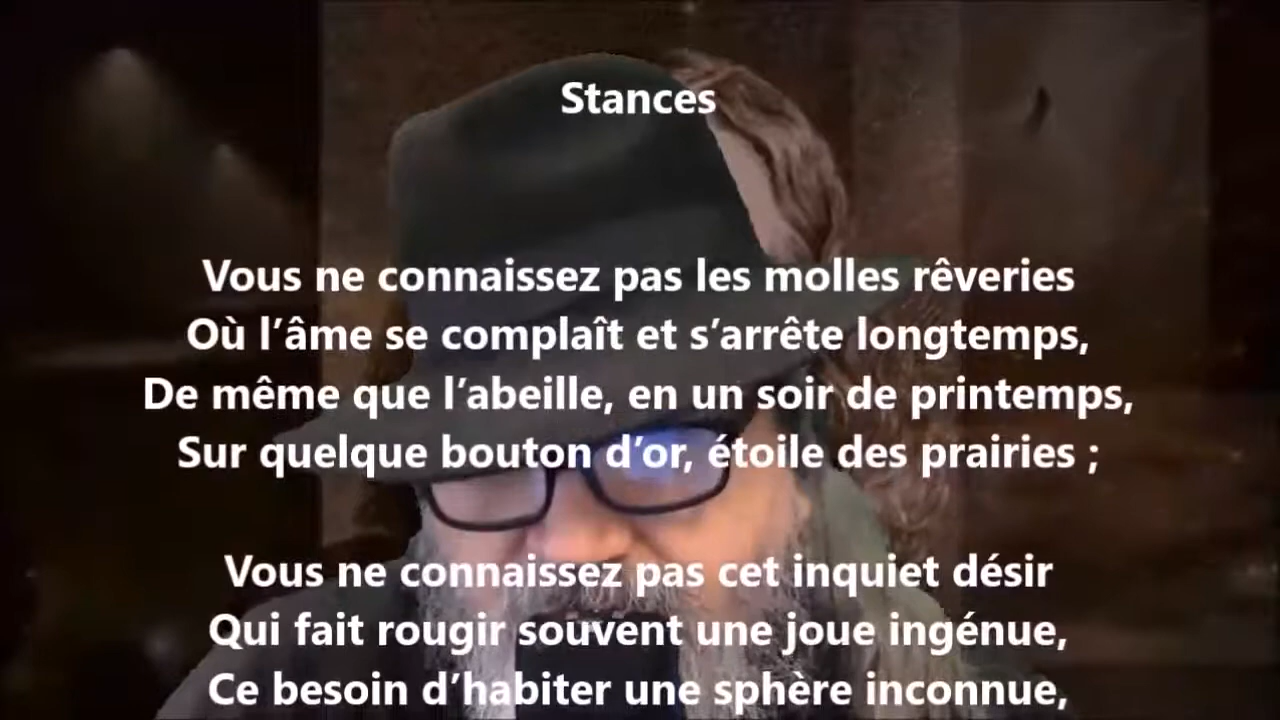 Stances
Vous ne connaissez pas les molles rêveries
Où l’âme se complaît et s’arrête longtemps,
De même que l’abeille, en un soir de printemps,
Sur quelque bouton d’or, étoile des prairies ;
Vous ne connaissez pas cet inquiet désir
Qui fait rougir souvent une joue ingénue,
Ce besoin d’habiter une sphère inconnue,